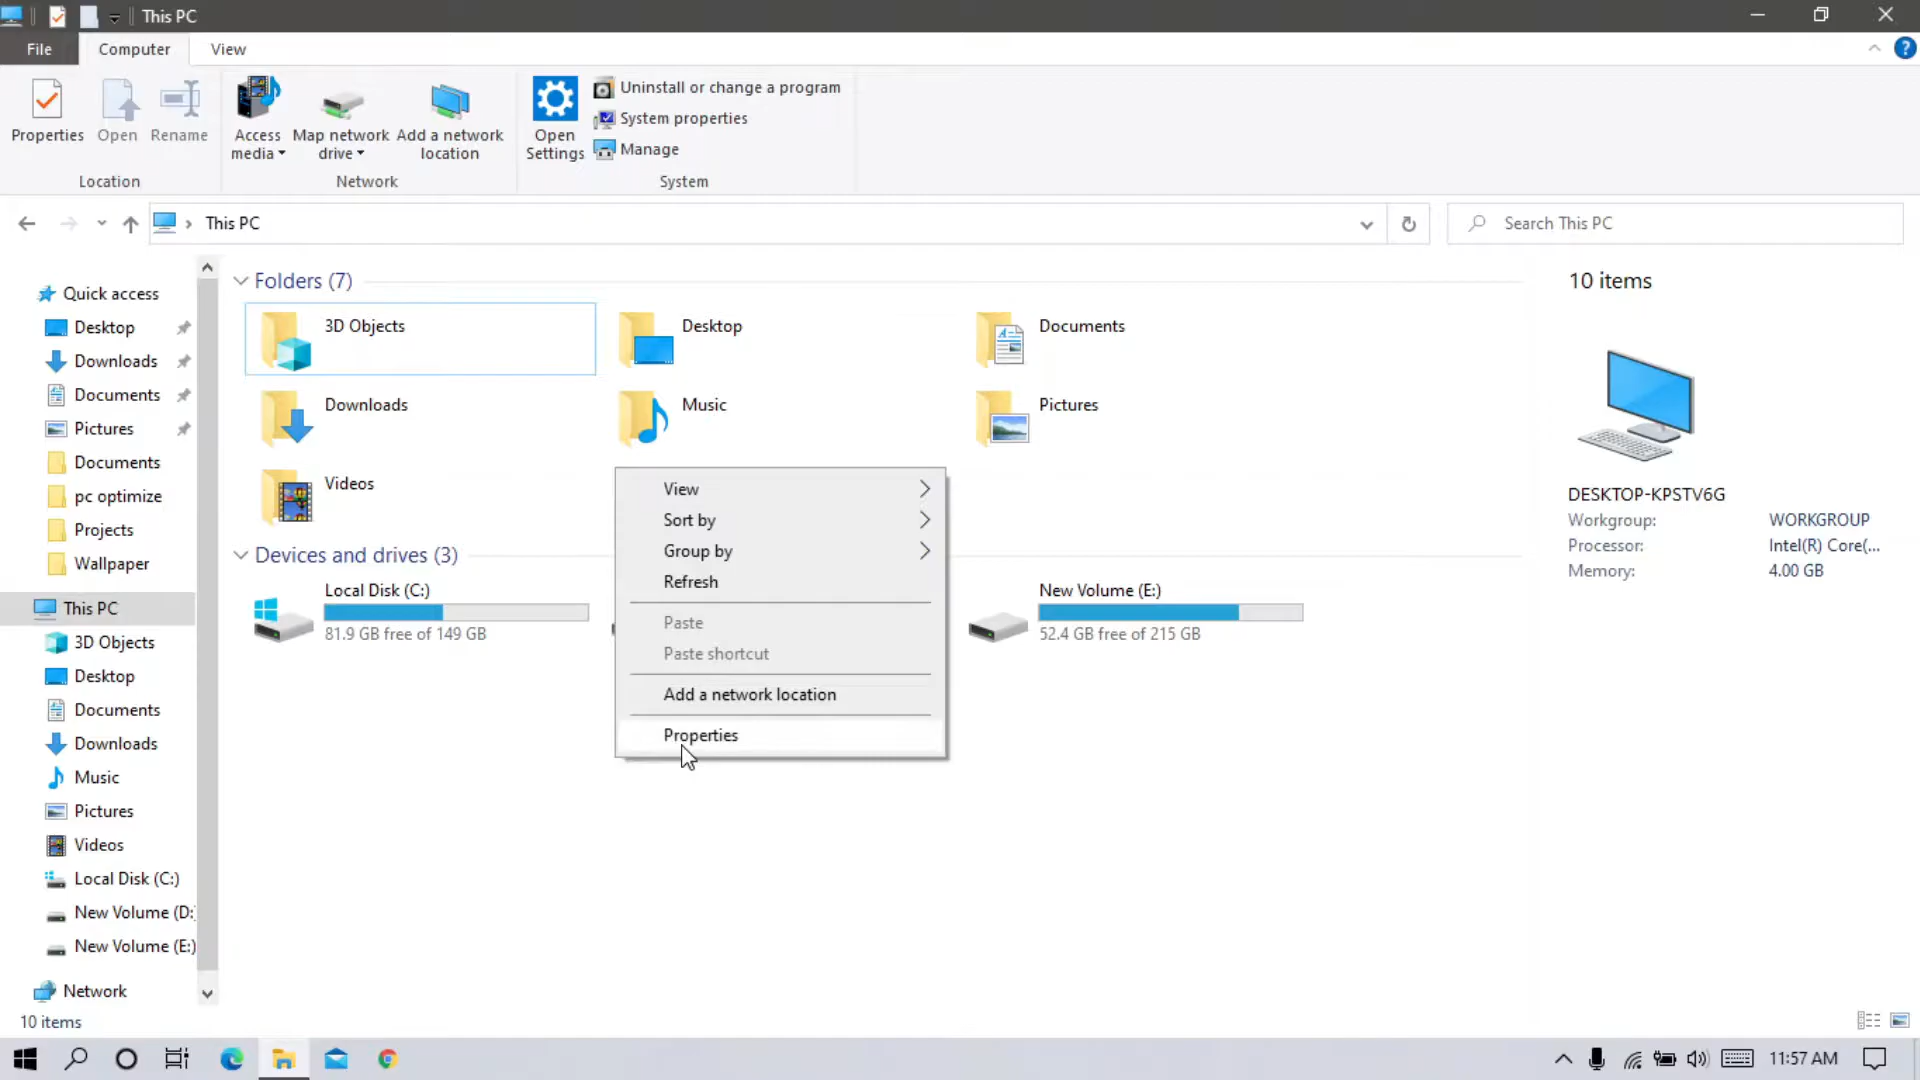 This PC
File
Computer
View
Properties
Open
Rename
Access
media
Map network
drive
Add a network
location
Open
Settings
Uninstall or change a program
System properties
Manage
Location
Network
System
This PC
Search This PC
Quick access
Desktop
Downloads
Documents
Pictures
Documents
pc optimize
Projects
Wallpaper
This PC
3D Objects
Desktop
Documents
Downloads
Music
Pictures
Videos
Local Disk (C:)
New Volume (D:
New Volume (E:)
Network
Folders (7)
3D Objects
Desktop
Documents
Downloads
Music
Pictures
Videos
Devices and drives (3)
Local Disk (C:)
81.9 GB free of 149 GB
New Volume (E:)
52.4 GB free of 215 GB
View
Sort by
Group by
Refresh
Paste
Paste shortcut
Add a network location
Properties
10 items
DESKTOP-KPSTV6G
Workgroup: WORKGROUP
Processor: Intel(R) Core(...
Memory: 4.00 GB
10 items
11:57 AM